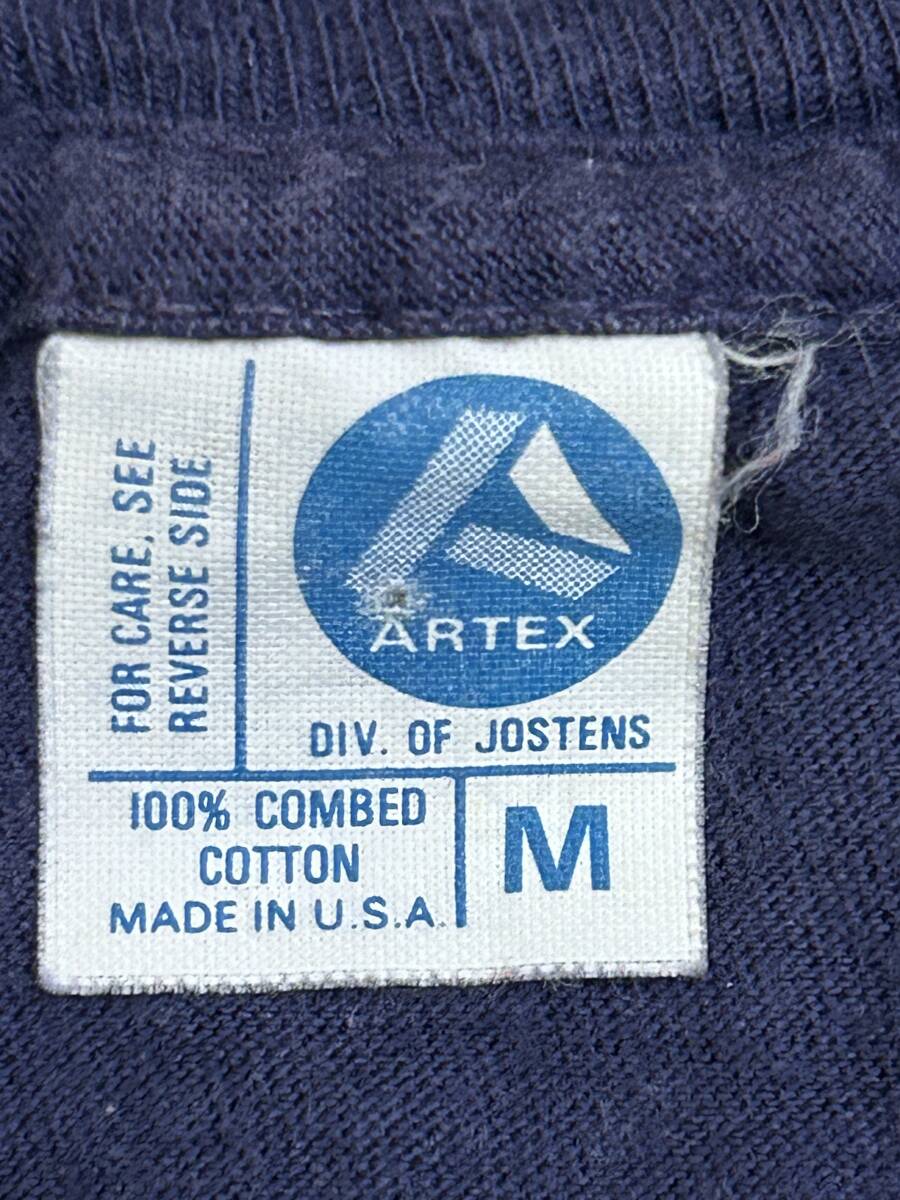 FOR CARE, SEE
REVERSE SIDE
ARTEX
DIV. OF JOSTENS
100% COMBED
COTTON
MADE IN U.S.A.
M